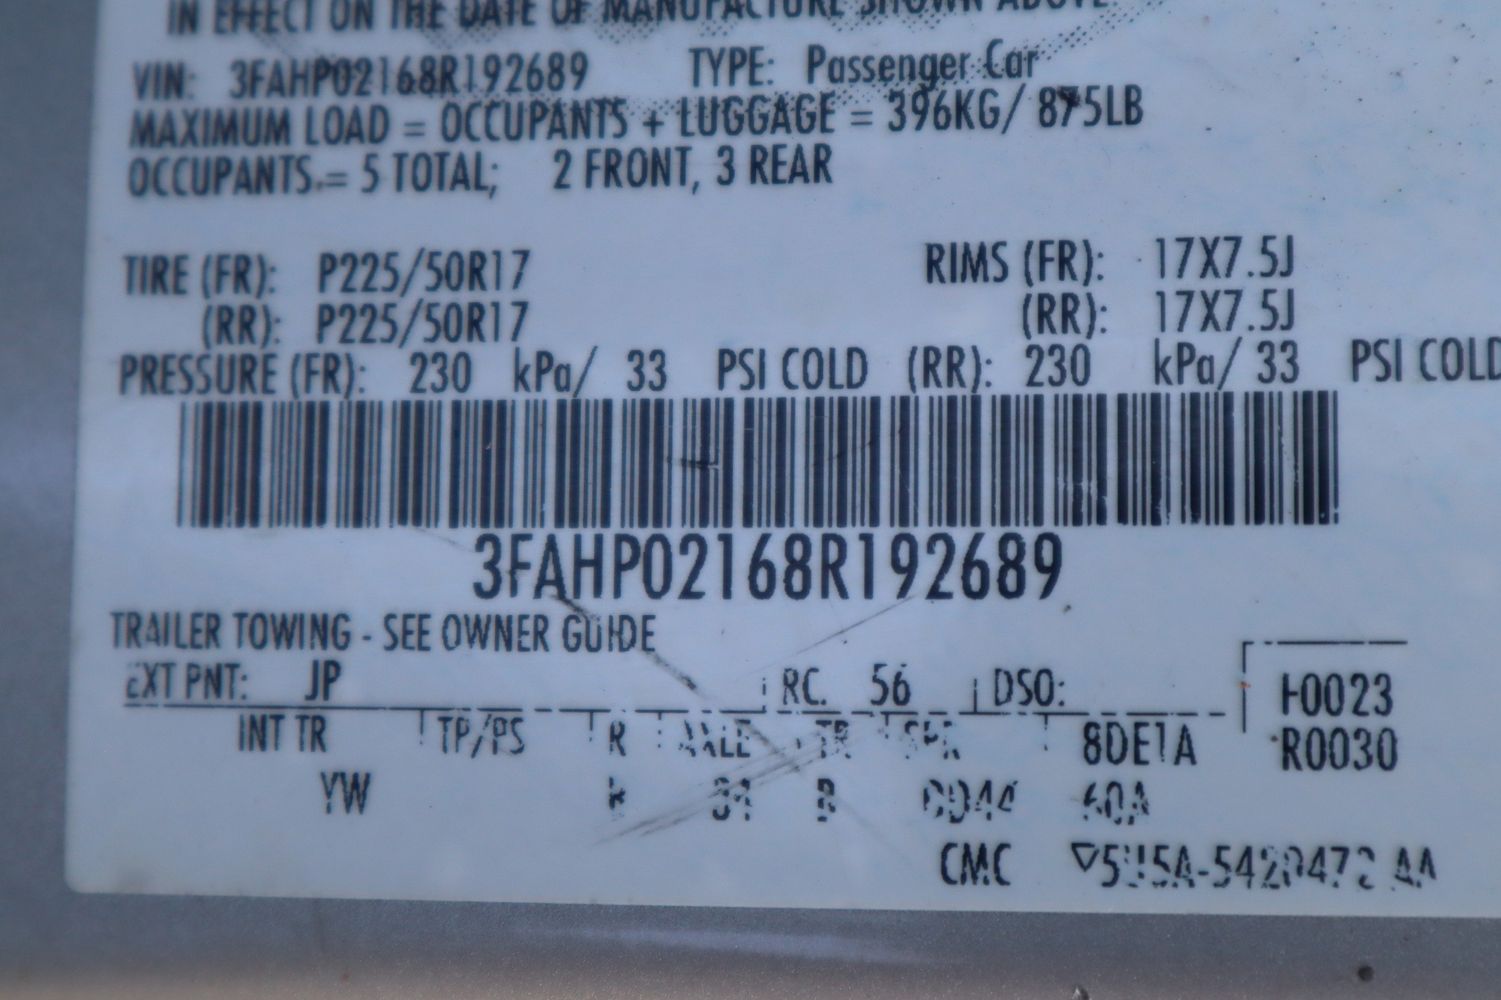 IN EFFECT ON THE DATE OF MANUFACTURE SHOWN ABOVE
VIN: 3FAHP02168R192689 TYPE: Passenger Car
MAXIMUM LOAD = OCCUPANTS + LUGGAGE = 396KG/ 875LB
OCCUPANTS = 5 TOTAL; 2 FRONT, 3 REAR
TIRE (FR): P225/50R17 RIMS (FR): 17X7.5J
(RR): P225/50R17 (RR): 17X7.5J
PRESSURE (FR): 230 kPa/ 33 PSI COLD (RR): 230 kPa/ 33 PSI COLD
3FAHP02168R192689
TRAILER TOWING - SEE OWNER GUIDE
EXT PNT: JP RC: 56 DSO: F0023
INT TR TP/PS R AXLE TR SPR 8DE1A R0030
YW
CMC